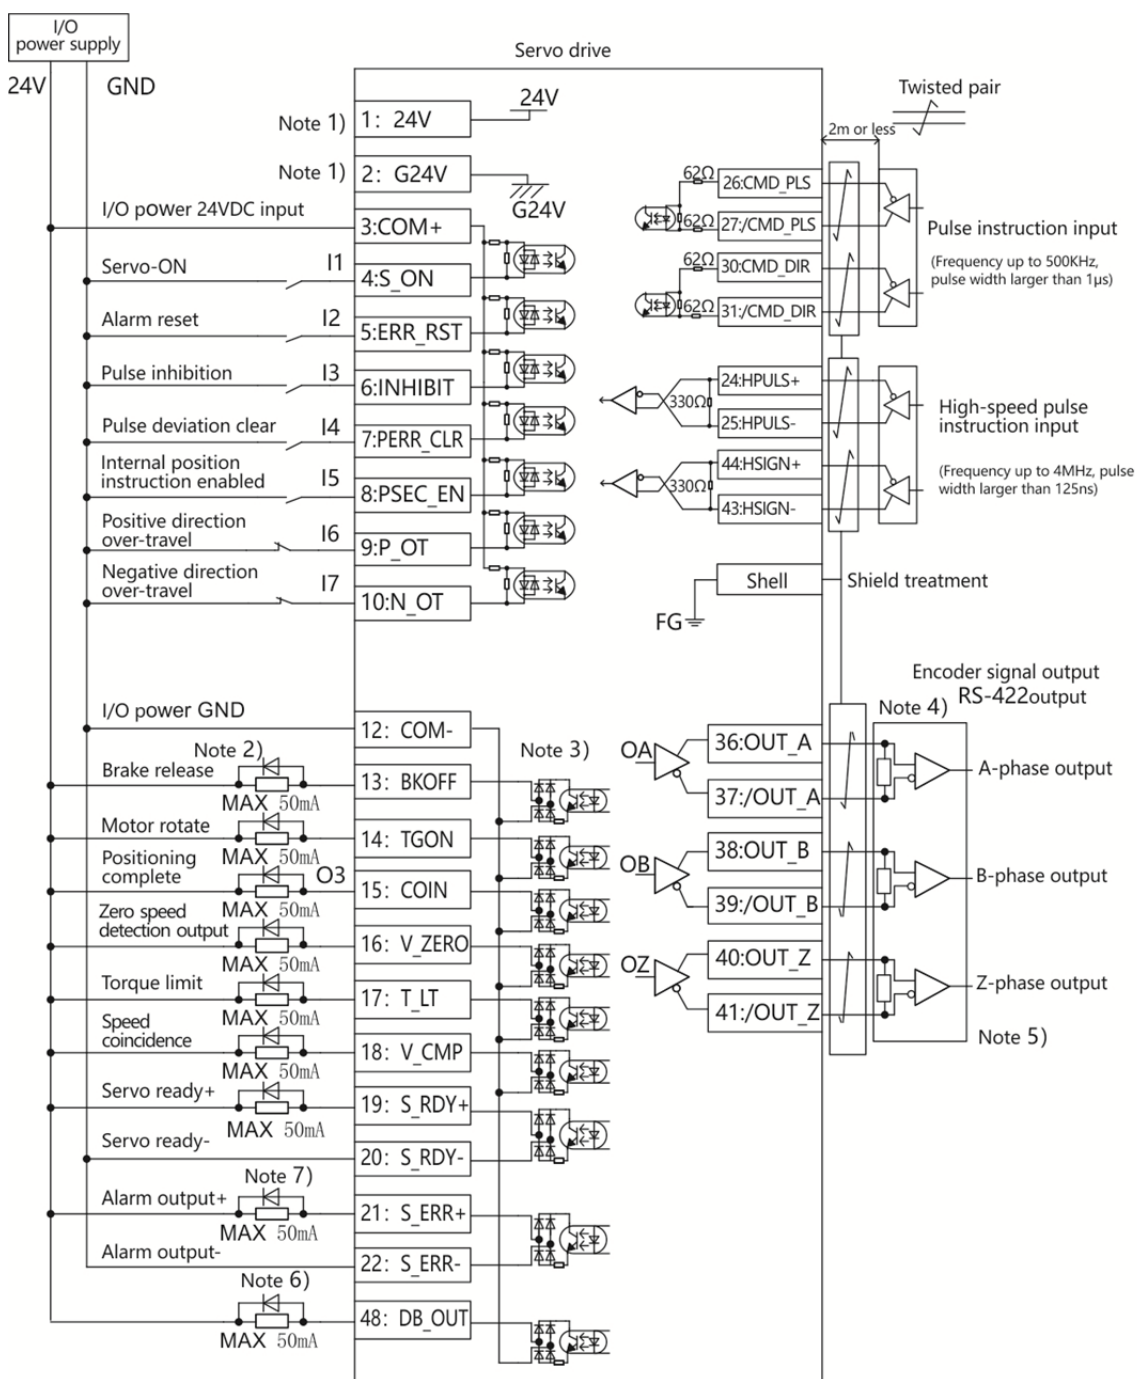 I/O
power supply
24V
GND
Servo drive
Note 1)
1: 24V
24V
Note 1)
2: G24V
G24V
I/O power 24VDC input
3:COM+
Servo-ON
I1
4:S_ON
Alarm reset
I2
5:ERR_RST
Pulse inhibition
I3
6:INHIBIT
Pulse deviation clear
I4
7:PERR_CLR
Internal position
instruction enabled
I5
8:PSEC_EN
Positive direction
over-travel
I6
9:P_OT
Negative direction
over-travel
I7
10:N_OT
Twisted pair
2m or less
62Ω
26:CMD_PLS
62Ω
27:/CMD_PLS
62Ω
30:CMD_DIR
62Ω
31:/CMD_DIR
Pulse instruction input
(Frequency up to 500KHz,
pulse width larger than 1μs)
24:HPULS+
330Ω
25:HPULS-
44:HSIGN+
330Ω
43:HSIGN-
High-speed pulse
instruction input
(Frequency up to 4MHz, pulse
width larger than 125ns)
Shell
Shield treatment
FG
I/O power GND
12: COM-
Note 2)
Note 3)
Brake release
MAX 50mA
13: BKOFF
Motor rotate
MAX 50mA
14: TGON
Positioning
complete
O3
MAX 50mA
15: COIN
Zero speed
detection output
MAX 50mA
16: V_ZERO
Torque limit
MAX 50mA
17: T_LT
Speed
coincidence
MAX 50mA
18: V_CMP
Servo ready+
MAX 50mA
19: S_RDY+
Servo ready-
20: S_RDY-
Note 7)
Alarm output+
MAX 50mA
21: S_ERR+
Alarm output-
22: S_ERR-
Note 6)
MAX 50mA
48: DB_OUT
Encoder signal output
RS-422output
Note 4)
OA
36:OUT_A
37:/OUT_A
A-phase output
OB
38:OUT_B
39:/OUT_B
B-phase output
OZ
40:OUT_Z
41:/OUT_Z
Z-phase output
Note 5)